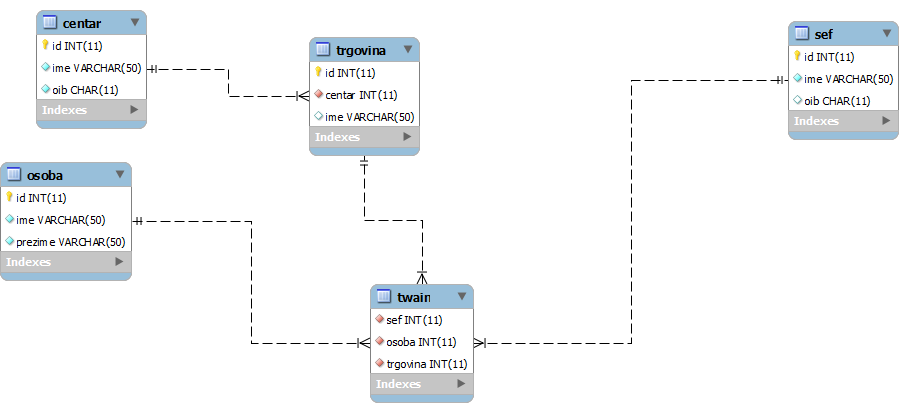 centar
id INT(11)
ime VARCHAR(50)
oib CHAR(11)
Indexes
trgovina
id INT(11)
centar INT(11)
ime VARCHAR(50)
Indexes
sef
id INT(11)
ime VARCHAR(50)
oib CHAR(11)
Indexes
osoba
id INT(11)
ime VARCHAR(50)
prezime VARCHAR(50)
Indexes
twain
sef INT(11)
osoba INT(11)
trgovina INT(11)
Indexes